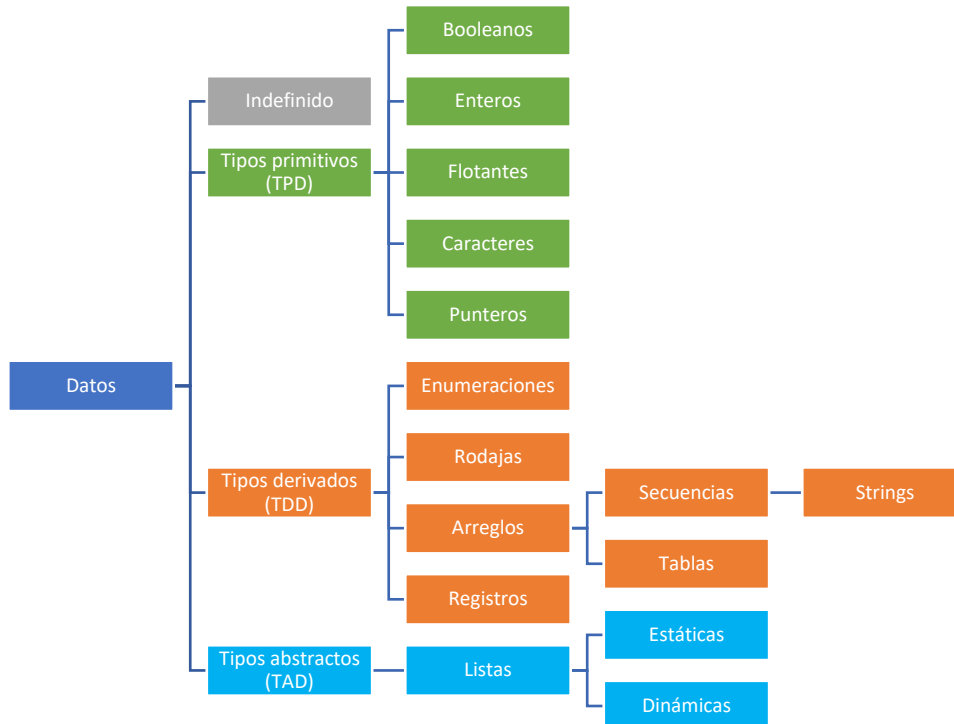 Booleanos
Indefinido
Enteros
Tipos primitivos
(TPD)
Flotantes
Caracteres
Punteros
Datos
Enumeraciones
Rodajas
Tipos derivados
(TDD)
Secuencias
Strings
Arreglos
Tablas
Registros
Estáticas
Tipos abstractos
(TAD)
Listas
Dinámicas